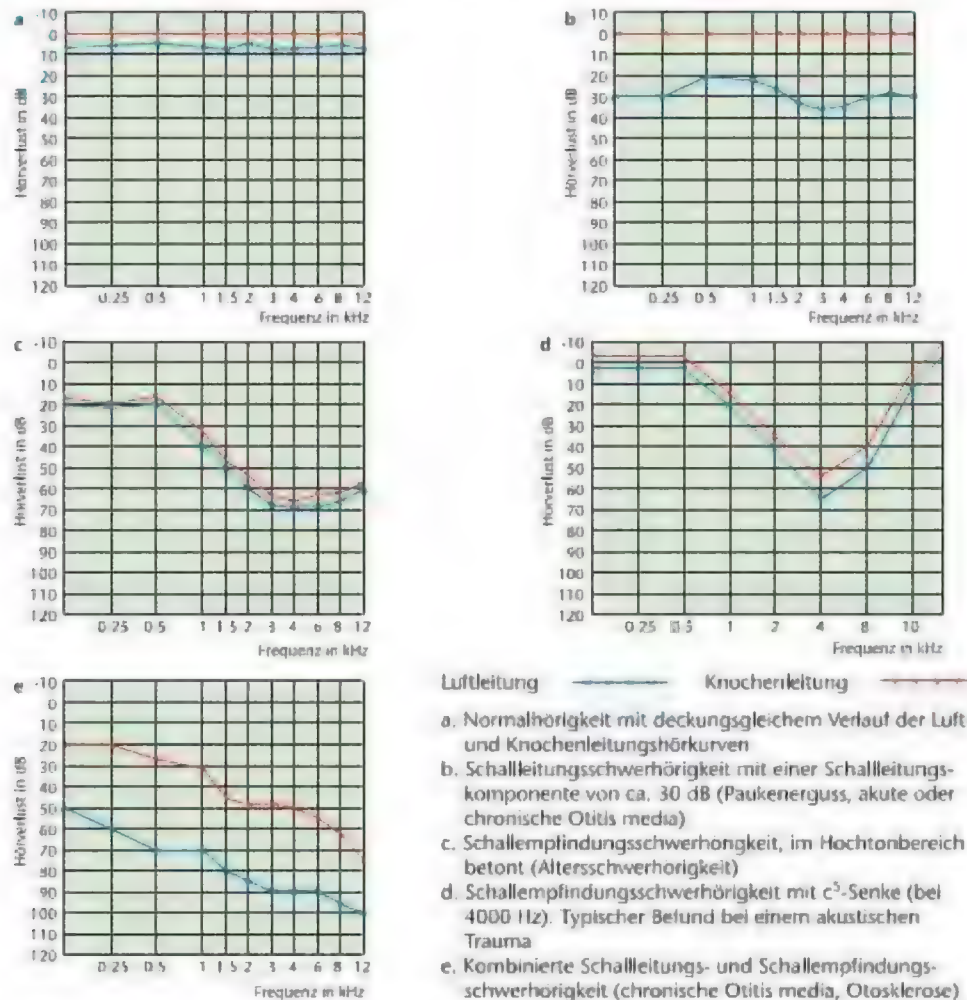 a
-10
0
10
20
30
40
50
60
70
80
90
100
110
120
Hörverlust in dB
0.25 0.5 1 1.5 2 3 4 6 8 12
Frequenz in kHz
b
10
0
10
20
30
40
50
60
70
80
90
100
110
120
Hörverlust in dB
0.25 0.5 1 1.5 2 3 4 6 8 12
Frequenz in kHz
c
-10
0
10
20
30
40
50
60
70
80
90
100
110
120
Hörverlust in dB
0.25 0.5 1 1.5 2 3 4 6 8 12
Frequenz in kHz
d
-10
0
10
20
30
40
50
60
70
80
90
100
110
120
Hörverlust in dB
0.25 0.5 1 2 4 8 10
Frequenz in kHz
e
-10
0
10
20
30
40
50
60
70
80
90
100
110
120
Hörverlust in dB
0.25 0.5 1 1.5 2 3 4 6 8 12
Frequenz in kHz
Luftleitung Knochenleitung
a. Normalhörigkeit mit deckungsgleichem Verlauf der Luft
und Knochenleitungshörkurven
b. Schallleitungsschwerhörigkeit mit einer Schallleitungs-
komponente von ca. 30 dB (Paukenerguss, akute oder
chronische Otitis media)
c. Schallempfindungsschwerhörigkeit, im Hochtonbereich
betont (Altersschwerhörigkeit)
d. Schallempfindungsschwerhörigkeit mit c⁵-Senke (bei
4000 Hz). Typischer Befund bei einem akustischen
Trauma
e. Kombinierte Schallleitungs- und Schallempfindungs-
schwerhörigkeit (chronische Otitis media, Otosklerose)